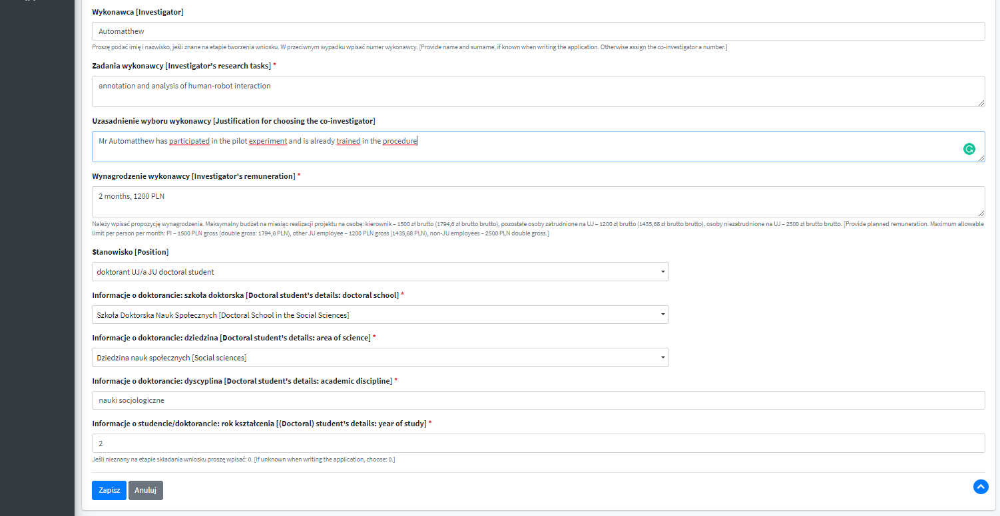 Wykonawca [Investigator]
Automatthew
Proszę podać imię i nazwisko, jeśli znane na etapie tworzenia wniosku. W przeciwnym wypadku wpisać numer wykonawcy. [Provide name and surname, if known when writing the application. Otherwise assign the co-investigator a number.]
Zadania wykonawcy [Investigator's research tasks] *
annotation and analysis of human-robot interaction
Uzasadnienie wyboru wykonawcy [Justification for choosing the co-investigator]
Mr Automatthew has participated in the pilot experiment and is already trained in the procedure
Wynagrodzenie wykonawcy [Investigator's remuneration] *
2 months, 1200 PLN
Należy wpisać propozycję wynagrodzenia. Maksymalny budżet na miesiąc realizacji projektu na osobę: kierownik – 1500 zł brutto (1794,6 zł brutto brutto), pozostałe osoby zatrudnione na UJ – 1200 zł brutto (1435,68 zł brutto brutto), osoby niezatrudnione na UJ – 2500 zł brutto brutto. [Provide planned remuneration. Maximum allowable
limit per person per month: PI – 1500 PLN gross (double gross: 1794,6 PLN), other JU employee – 1200 PLN gross (1435,68 PLN), non-JU employees – 2500 PLN double gross.]
Stanowisko [Position]
doktorant UJ/a JU doctoral student
Informacje o doktorancie: szkoła doktorska [Doctoral student's details: doctoral school] *
Szkoła Doktorska Nauk Społecznych [Doctoral School in the Social Sciences]
Informacje o doktorancie: dziedzina [Doctoral student's details: area of science] *
Dziedzina nauk społecznych [Social sciences]
Informacje o doktorancie: dyscyplina [Doctoral student's details: academic discipline] *
nauki socjologiczne
Informacje o studencie/doktorancie: rok kształcenia [(Doctoral) student's details: year of study] *
2
Jeśli nieznany na etapie składania wniosku proszę wpisać: 0. [If unknown when writing the application, choose: 0.]
Zapisz Anuluj